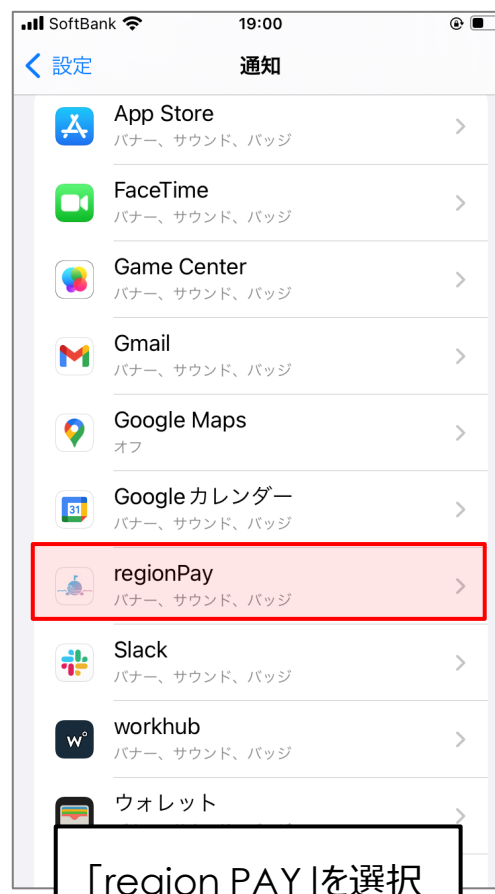 SoftBank 19:00
設定 通知
App Store
バナー、サウンド、バッジ
FaceTime
バナー、サウンド、バッジ
Game Center
バナー、サウンド、バッジ
Gmail
バナー、サウンド、バッジ
Google Maps
オフ
31
Googleカレンダー
バナー、サウンド、バッジ
regionPay
バナー、サウンド、バッジ
Slack
バナー、サウンド、バッジ
w°
workhub
バナー、サウンド、バッジ
ウォレット
「region PAY」を選択